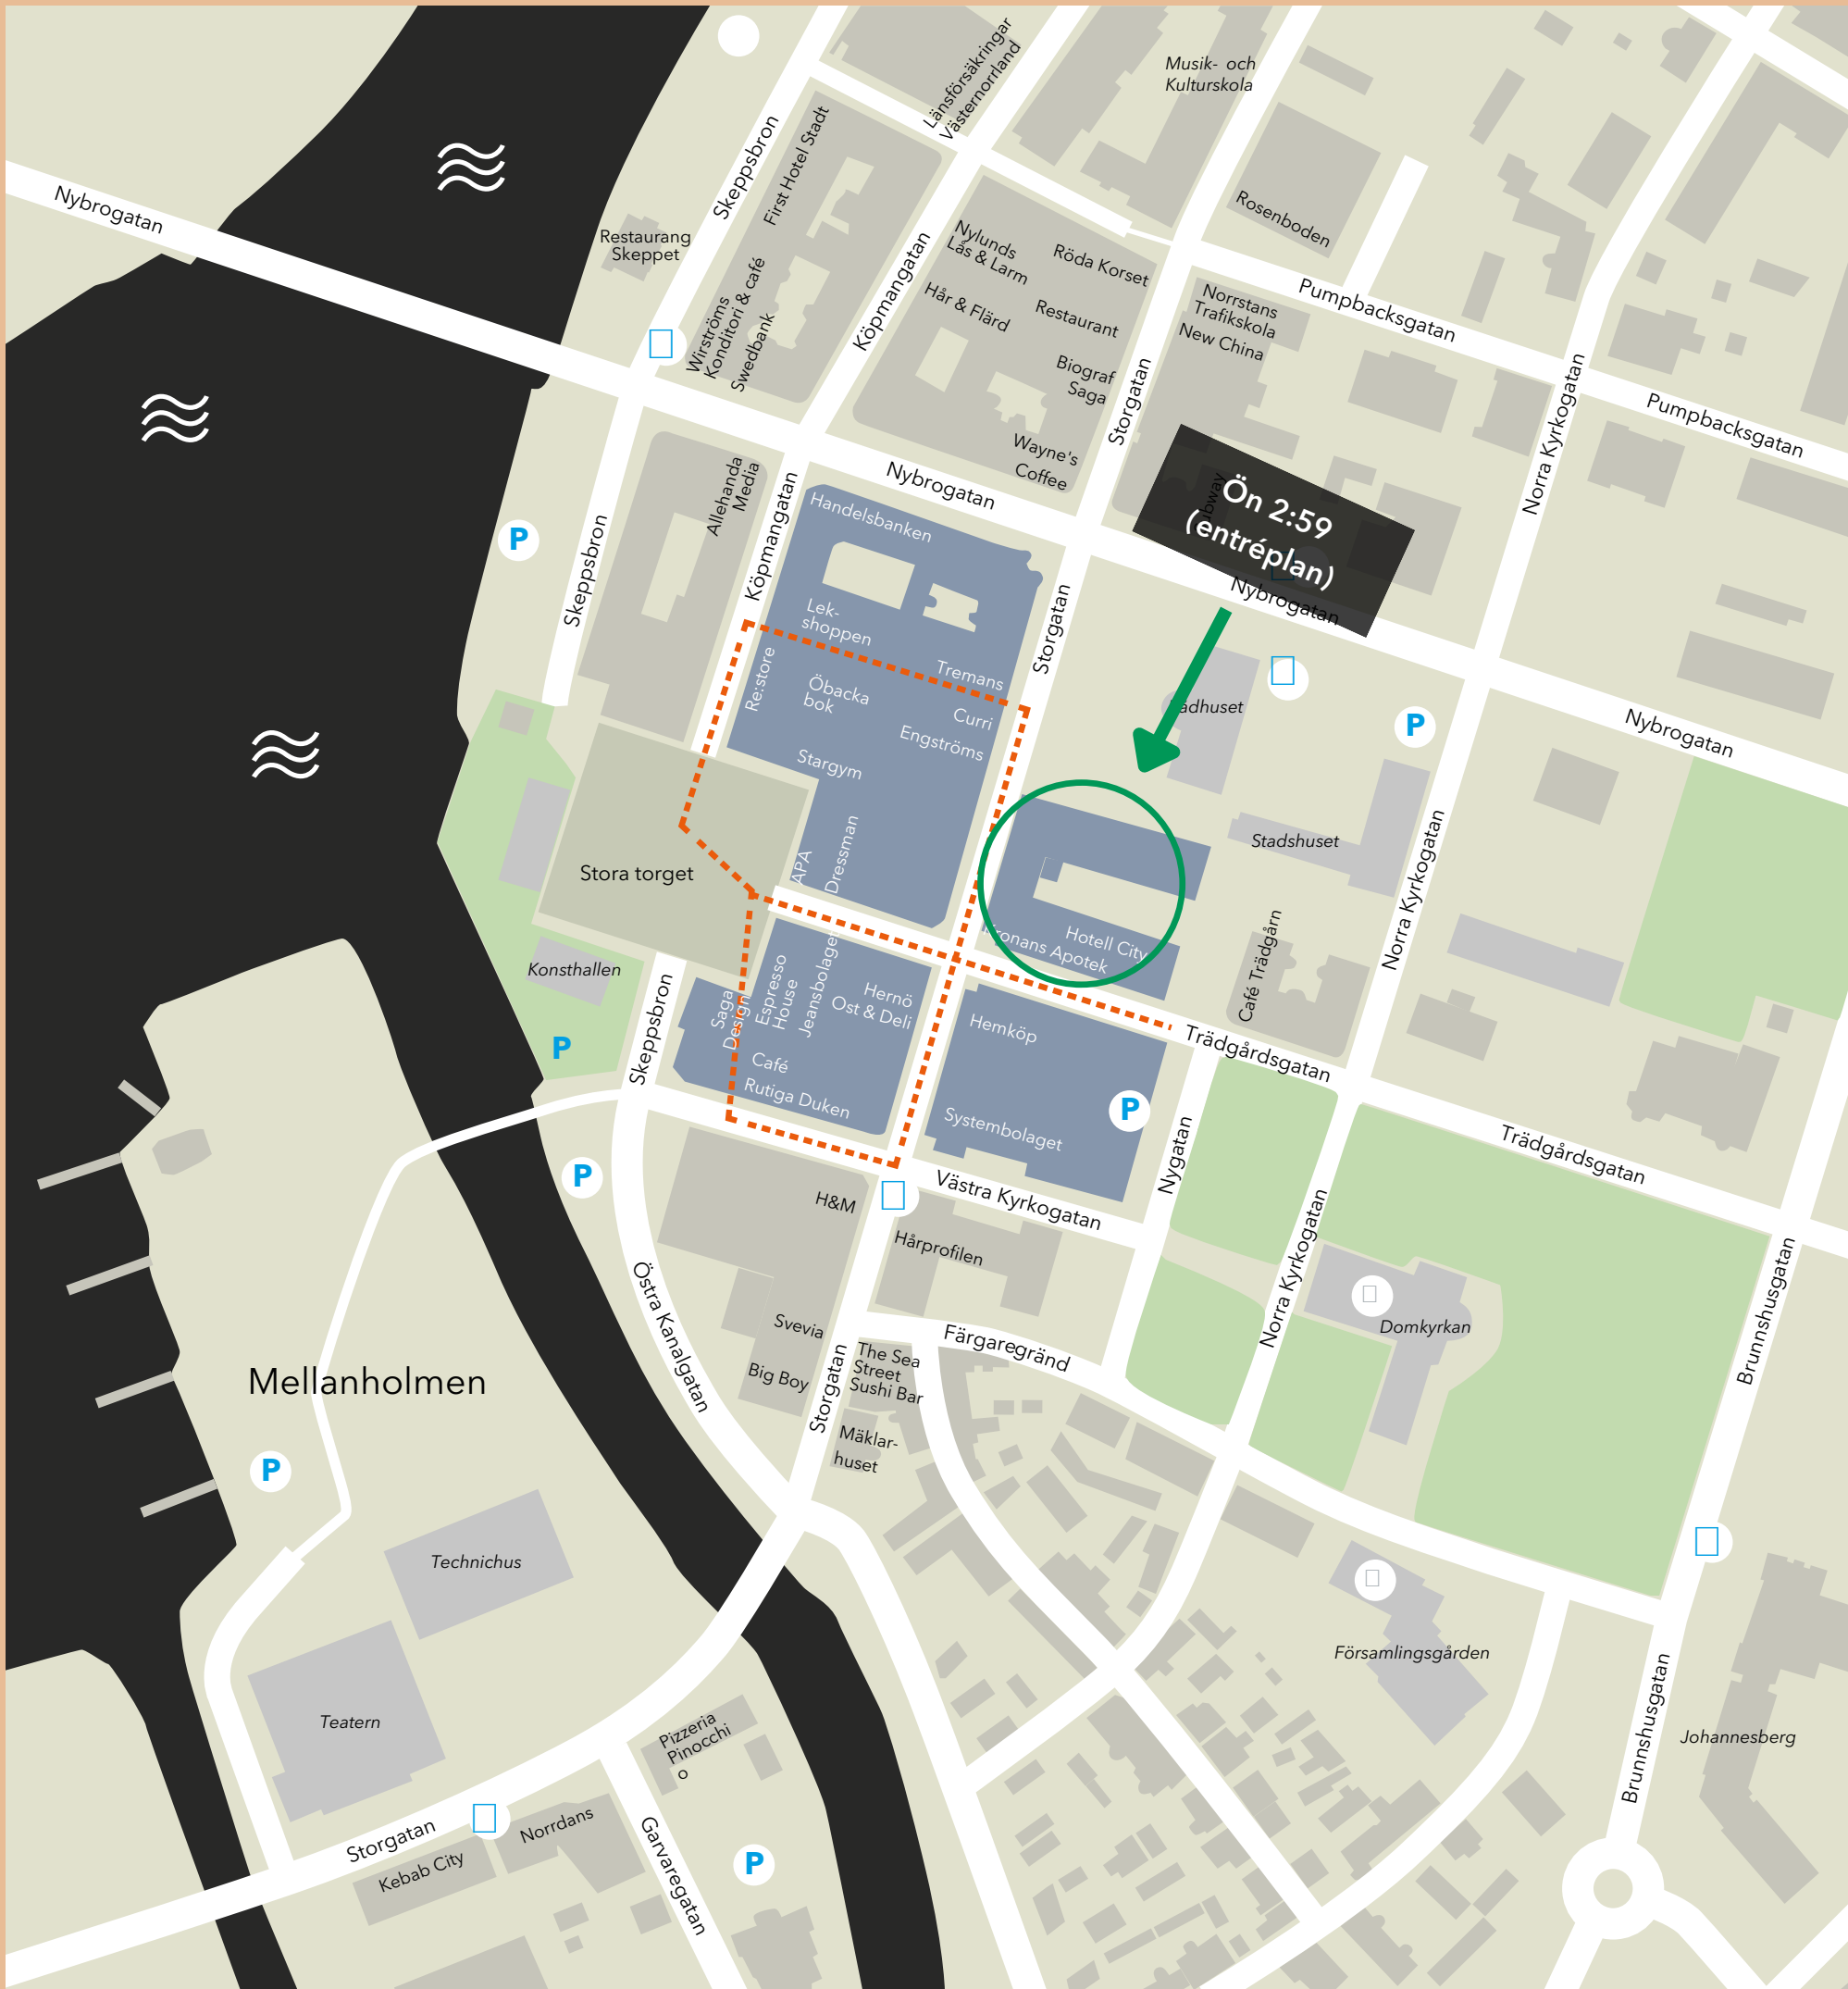 Musik- och
Kulturskola
Länsförsäkringar
Västernorrland
Skeppsbron
First Hotel Stadt
Nybrogatan
Restaurang
Skeppet
Wirströms
Konditori & café
Swedbank
Köpmangatan
Nylunds
Lås & Larm
Röda Korset
Hår & Flärd
Restaurant
Biograf
Saga
Wayne's
Coffee
Rosenboden
Norrstans
Trafikskola
New China
Pumpbacksgatan
Pumpbacksgatan
Storgatan
Norra Kyrkogatan
Nybrogatan
Ön 2:59
(entréplan)
Nybrogatan
Nybrogatan
Allehanda
Media
P
Skeppsbron
Köpmangatan
Handelsbanken
Lek-
shoppen
Tremans
Re:store
Öbacka
bok
Curri
Engströms
Stargym
Storgatan
P
Stadshuset
Norra Kyrkogatan
Stora torget
KAPA
Dressman
Hotell City
Kronans Apotek
Café Trädgårn
Konsthallen
P
Skeppsbron
Saga
Design
Espresso
House
Jeansbolaget
Hernö
Ost & Deli
Café
Rutiga Duken
Hemköp
Systembolaget
P
Trädgårdsgatan
Trädgårdsgatan
Nygatan
P
H&M
Västra Kyrkogatan
Hårprofilen
Norra Kyrkogatan
Domkyrkan
Brunnshusgatan
Östra Kanalgatan
Svevia
Big Boy
Storgatan
Färgaregränd
The Sea
Street
Sushi Bar
Mäklar-
huset
Mellanholmen
P
Technichus
Teatern
Församlingsgården
Johannesberg
Brunnshusgatan
Pizzeria
Pinocchi
o
Storgatan
Kebab City
Norrdans
Garvaregatan
P